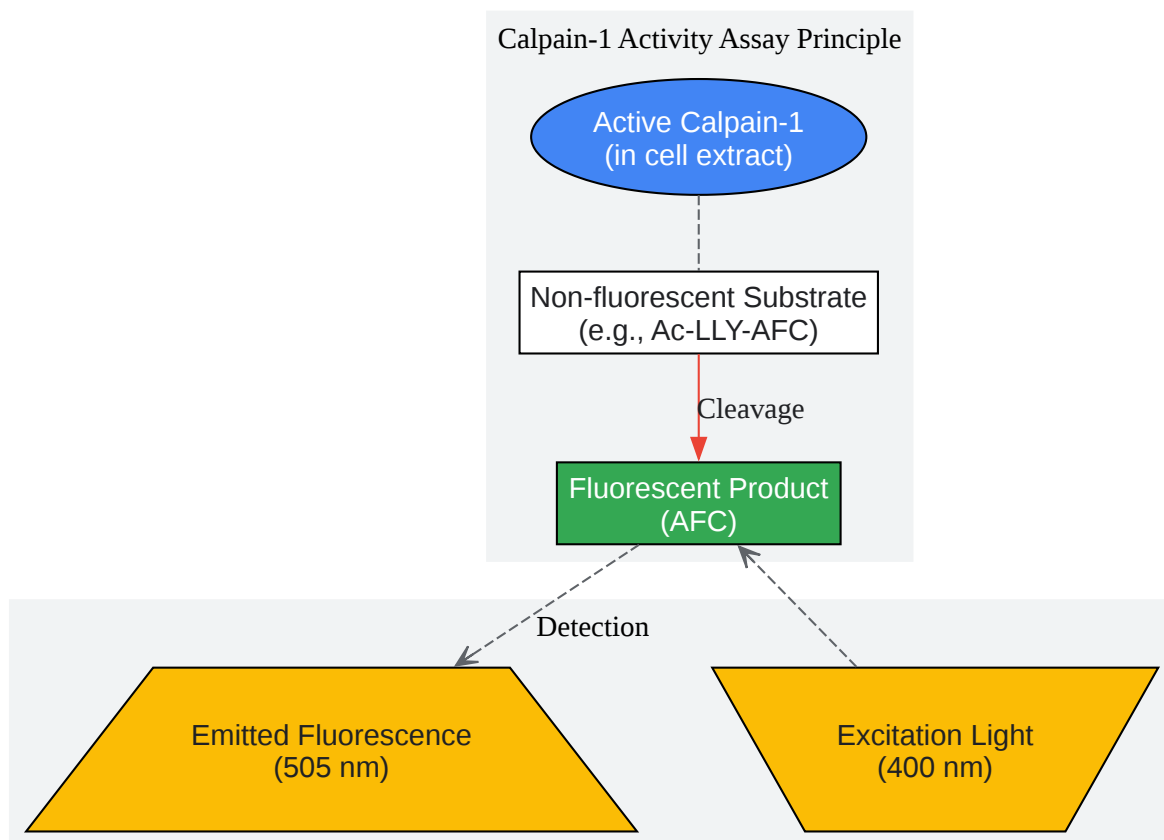 Calpain-1 Activity Assay Principle
Active Calpain-1
(in cell extract)
Non-fluorescent Substrate
(e.g., Ac-LLY-AFC)
Cleavage
Fluorescent Product
(AFC)
Detection
Emitted Fluorescence
(505 nm)
Excitation Light
(400 nm)